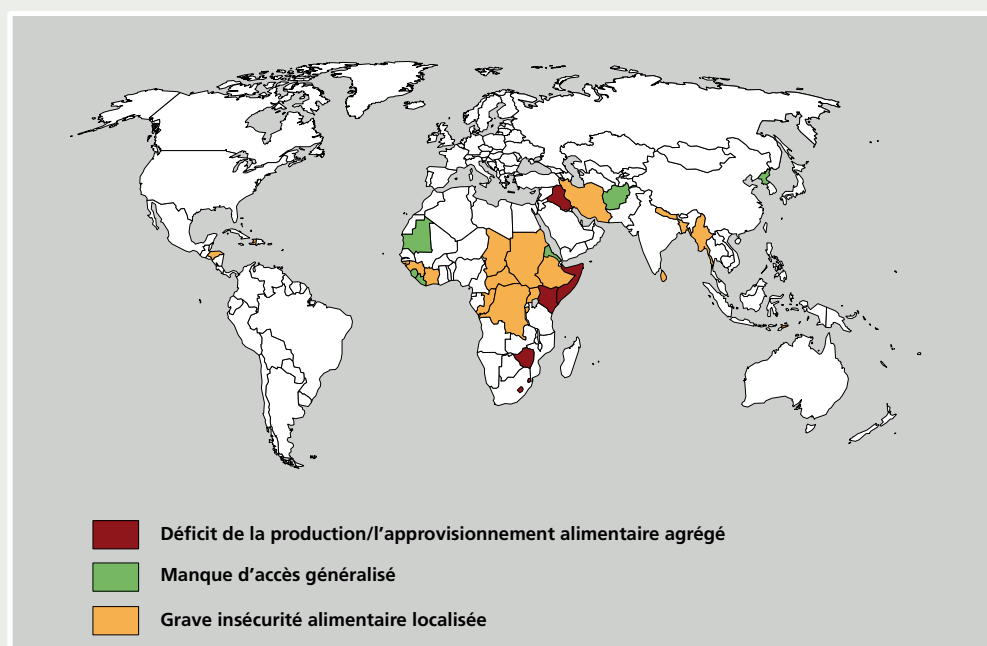 Déficit de la production/l’approvisionnement alimentaire agrégé
Manque d’accès généralisé
Grave insécurité alimentaire localisée